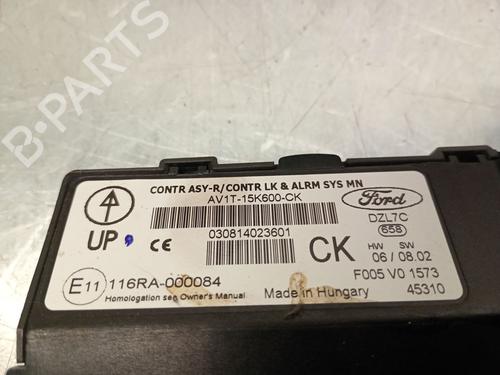 B-PARTS
CONTR ASY-R/CONTR LK & ALRM SYS MN
AV1T-15K600-CK
Ford
DZL7C
658
UP
CE
030814023601
CK
HW SW
06 / 08.02
F005 V0 1573
E11 116RA-000084
Homologation see Owner's Manual
Made in Hungary
45310